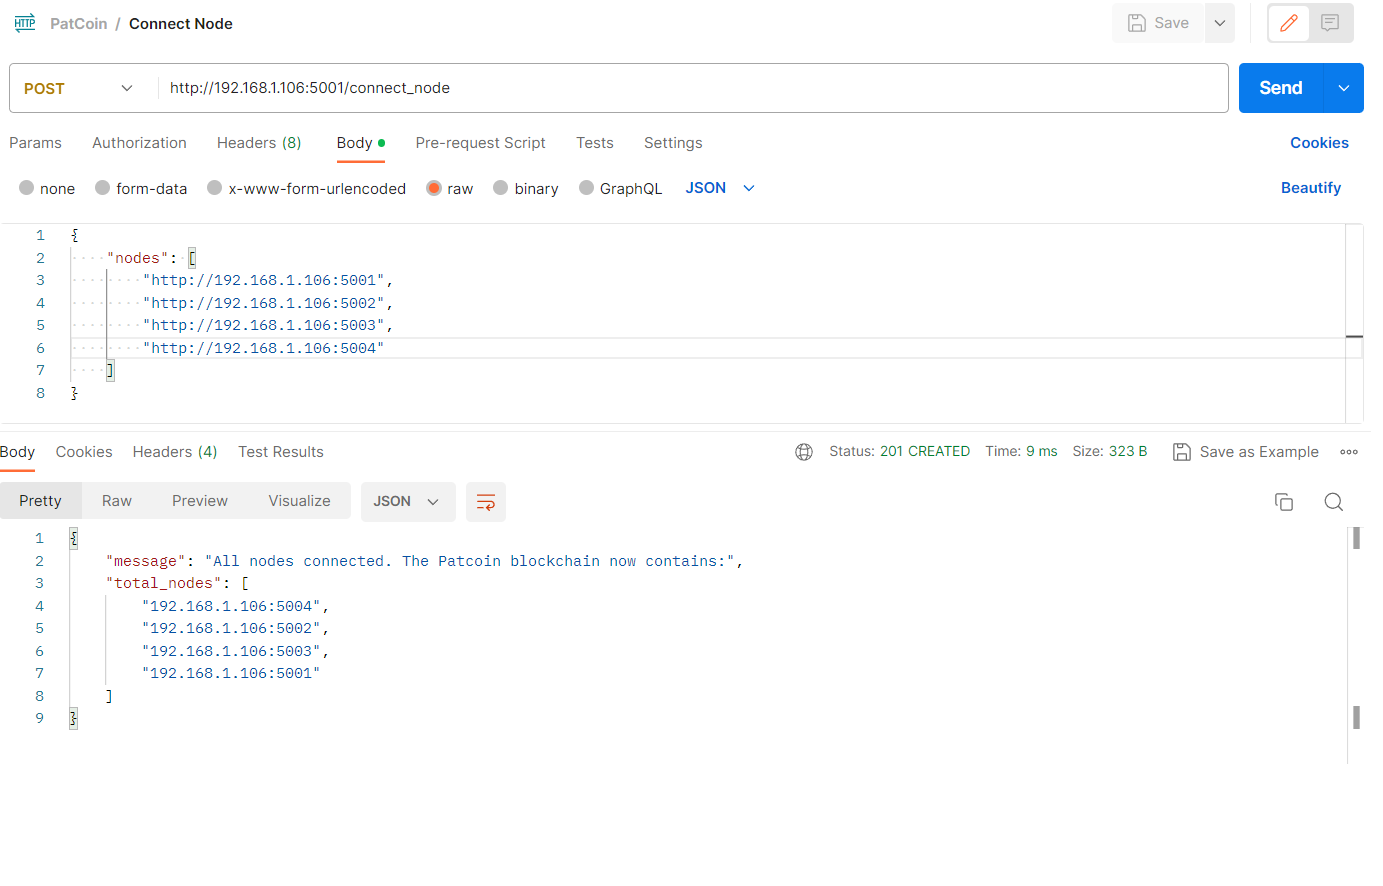 HTTP PatCoin / Connect Node Save
POST http://192.168.1.106:5001/connect_node Send
Params Authorization Headers (8) Body Pre-request Script Tests Settings Cookies
none form-data x-www-form-urlencoded raw binary GraphQL JSON Beautify
1 {
2 "nodes": [
3 "http://192.168.1.106:5001",
4 "http://192.168.1.106:5002",
5 "http://192.168.1.106:5003",
6 "http://192.168.1.106:5004"
7 ]
8 }
Body Cookies Headers (4) Test Results Status: 201 CREATED Time: 9 ms Size: 323 B Save as Example
Pretty Raw Preview Visualize JSON
1 {
2 "message": "All nodes connected. The Patcoin blockchain now contains:",
3 "total_nodes": [
4 "192.168.1.106:5004",
5 "192.168.1.106:5002",
6 "192.168.1.106:5003",
7 "192.168.1.106:5001"
8 ]
9 }